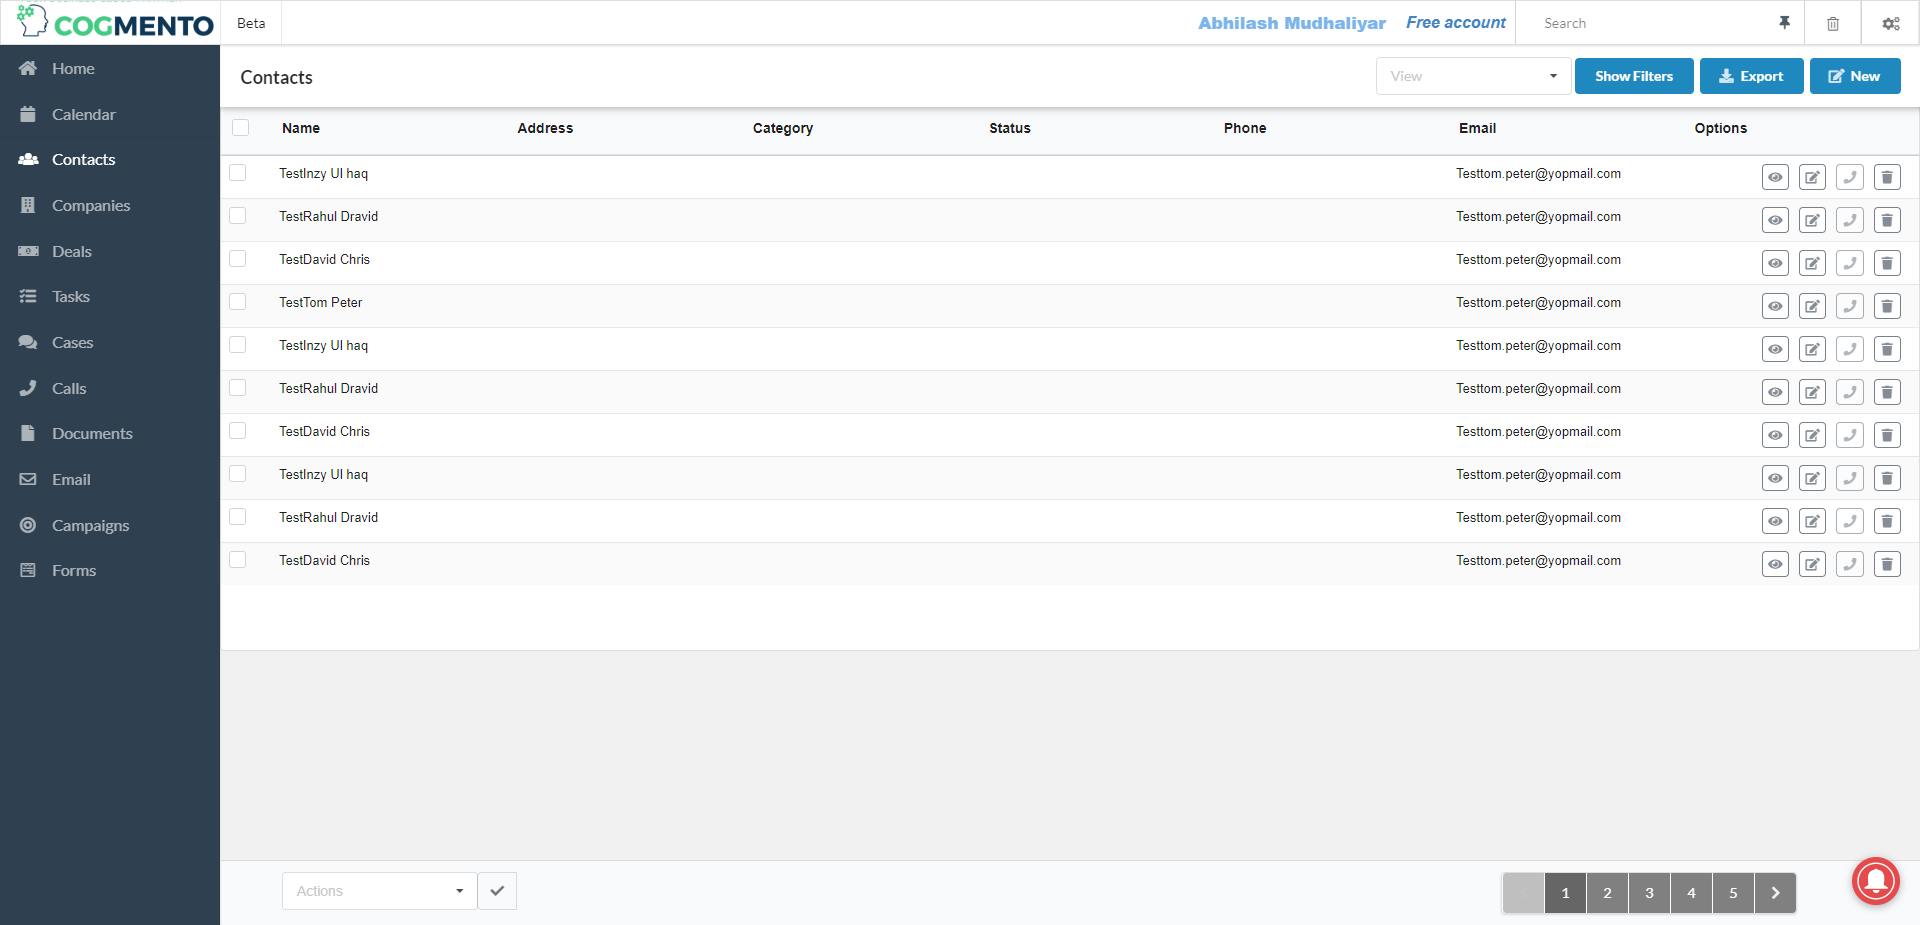 COGMENTO
Beta
Abhilash Mudhaliyar
Free account
Search
Home
Calendar
Contacts
Companies
Deals
Tasks
Cases
Calls
Documents
Email
Campaigns
Forms
Contacts
View
Show Filters
Export
New
Name Address Category Status Phone Email Options
TestInzy Ul haq Testtom.peter@yopmail.com
TestRahul Dravid Testtom.peter@yopmail.com
TestDavid Chris Testtom.peter@yopmail.com
TestTom Peter Testtom.peter@yopmail.com
TestInzy Ul haq Testtom.peter@yopmail.com
TestRahul Dravid Testtom.peter@yopmail.com
TestDavid Chris Testtom.peter@yopmail.com
TestInzy Ul haq Testtom.peter@yopmail.com
TestRahul Dravid Testtom.peter@yopmail.com
TestDavid Chris Testtom.peter@yopmail.com
Actions
1 2 3 4 5